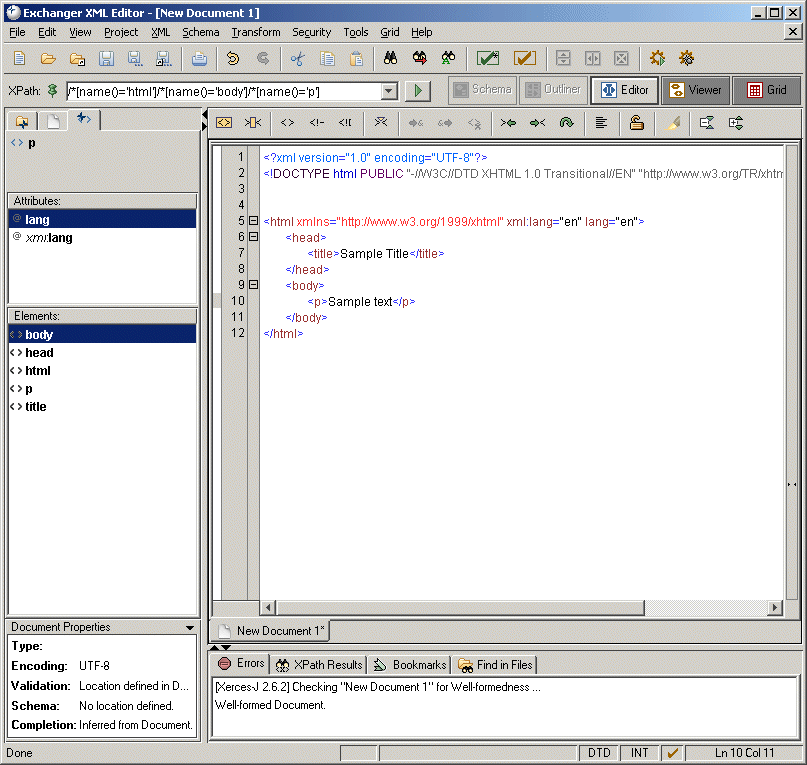 Exchanger XML Editor - [New Document 1]
File Edit View Project XML Schema Transform Security Tools Grid Help
XPath: /*[name()='html']/*[name()='body']/*[name()='p'] Schema Outliner Editor Viewer Grid
<> p
Attributes:
@ lang
@ xml:lang
Elements:
<> body
<> head
<> html
<> p
<> title
1 <?xml version="1.0" encoding="UTF-8"?>
2 <!DOCTYPE html PUBLIC "-//W3C//DTD XHTML 1.0 Transitional//EN" "http://www.w3.org/TR/xhtm
3
4
5 <html xmlns="http://www.w3.org/1999/xhtml" xml:lang="en" lang="en">
6 <head>
7 <title>Sample Title</title>
8 </head>
9 <body>
10 <p>Sample text</p>
11 </body>
12 </html>
New Document 1*
Document Properties
Type:
Encoding: UTF-8
Validation: Location defined in D...
Schema: No location defined.
Completion: Inferred from Document.
Errors XPath Results Bookmarks Find in Files
[Xerces-J 2.6.2] Checking "New Document 1" for Well-formedness ...
Well-formed Document.
Done DTD INT Ln 10 Col 11